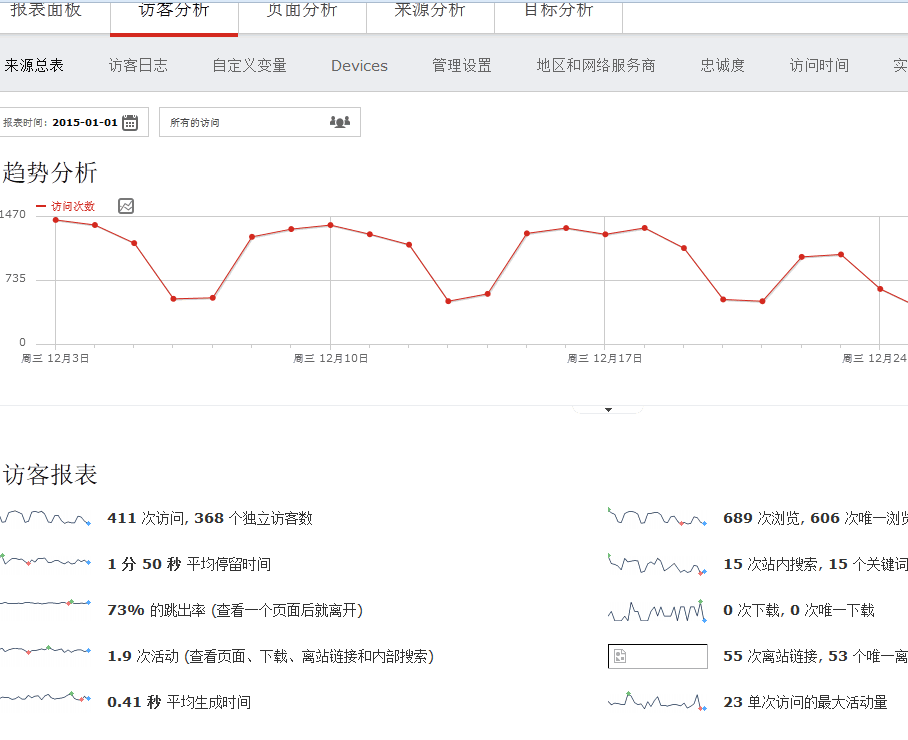 报表面板 访客分析 页面分析 来源分析 目标分析
来源总表 访客日志 自定义变量 Devices 管理设置 地区和网络服务商 忠诚度 访问时间 实
报表时间: 2015-01-01 所有的访问
趋势分析
访问次数
1470
735
0
周三 12月3日 周三 12月10日 周三 12月17日 周三 12月24
访客报表
411 次访问, 368 个独立访客数 689 次浏览, 606 次唯一浏览
1 分 50 秒 平均停留时间 15 次站内搜索, 15 个关键词
73% 的跳出率 (查看一个页面后就离开) 0 次下载, 0 次唯一下载
1.9 次活动 (查看页面、下载、离站链接和内部搜索) 55 次离站链接, 53 个唯一离
0.41 秒 平均生成时间 23 单次访问的最大活动量